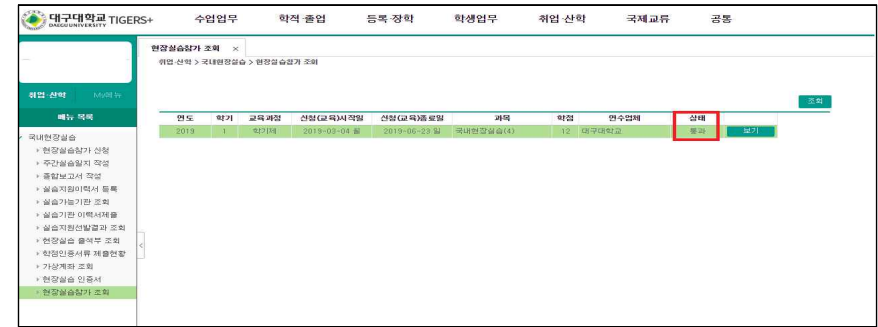 대구대학교 TIGERS+
DAEGU UNIVERSITY
수업업무 학적·졸업 등록·장학 학생업무 취업·산학 국제교류 공통
현장실습참가 조회 ×
취업·산학 > 국내현장실습 > 현장실습참가 조회
취업·산학 My메뉴
조회
메뉴 목록
연도 학기 교육과정 신청(교육)시작일 신청(교육)종료일 과목 학점 연수업체 상태
2019 1 학기제 2019-03-04 월 2019-06-23 일 국내현장실습(4) 12 대구대학교 통과 보기
국내현장실습
현장실습참가 신청
주간실습일지 작성
종합보고서 작성
실습지원이력서 등록
실습가능기관 조회
실습기관 이력서제출
실습지원선발결과 조회
현장실습 출석부 조회
학점인증서류 제출현황
가상계좌 조회
현장실습 인증서
현장실습참가 조회